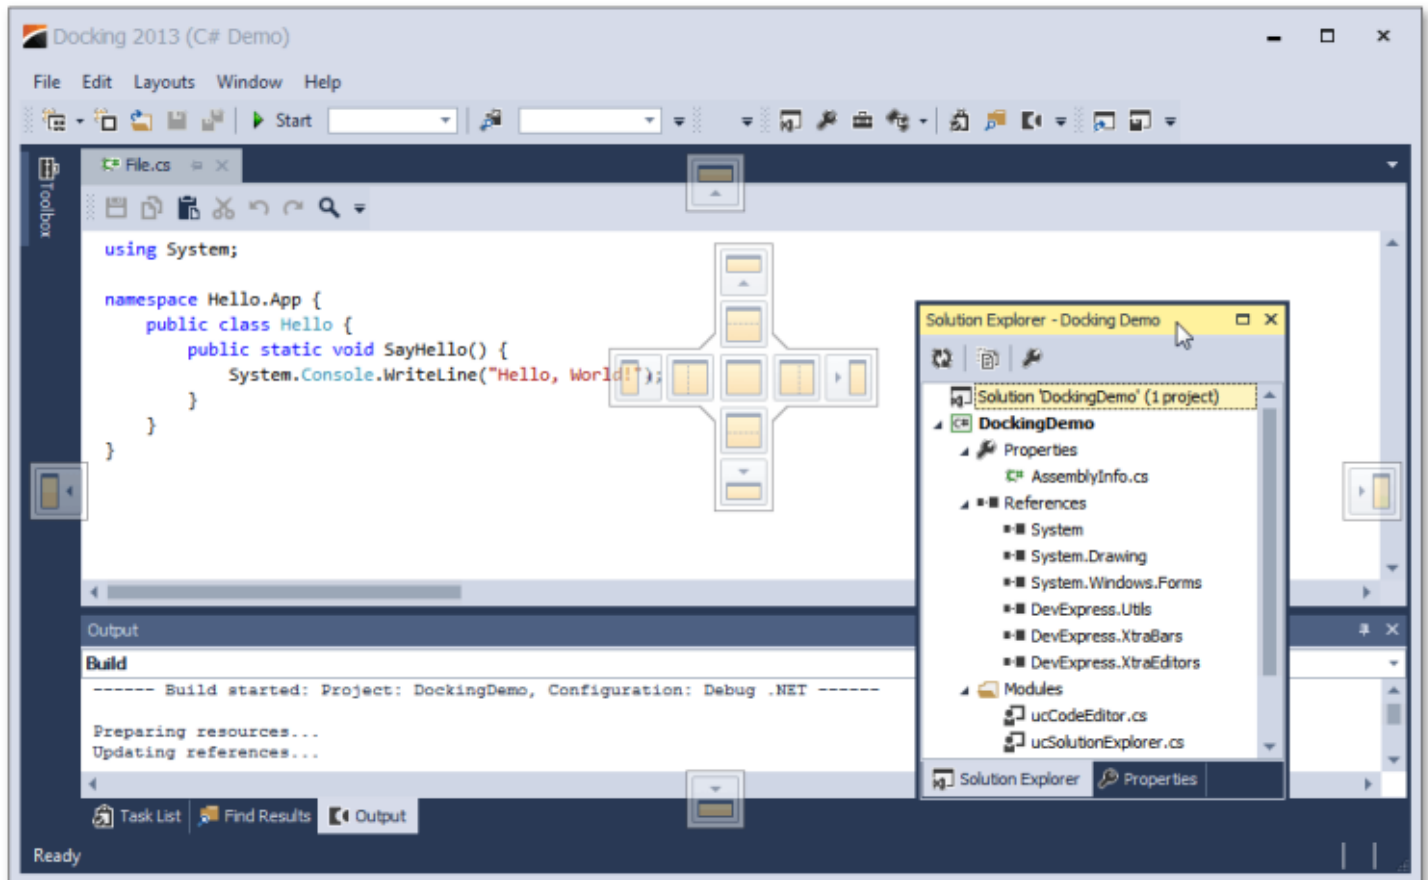 Docking 2013 (C# Demo)
File Edit Layouts Window Help
Start
Toolbox
C# File.cs
using System;
namespace Hello.App {
public class Hello {
public static void SayHello() {
System.Console.WriteLine("Hello, World!");
}
}
}
Solution Explorer - Docking Demo
Solution 'DockingDemo' (1 project)
C# DockingDemo
Properties
C# AssemblyInfo.cs
References
System
System.Drawing
System.Windows.Forms
DevExpress.Utils
DevExpress.XtraBars
DevExpress.XtraEditors
Modules
ucCodeEditor.cs
ucSolutionExplorer.cs
Solution Explorer Properties
Output
Build
------ Build started: Project: DockingDemo, Configuration: Debug .NET ------
Preparing resources...
Updating references...
Task List Find Results Output
Ready